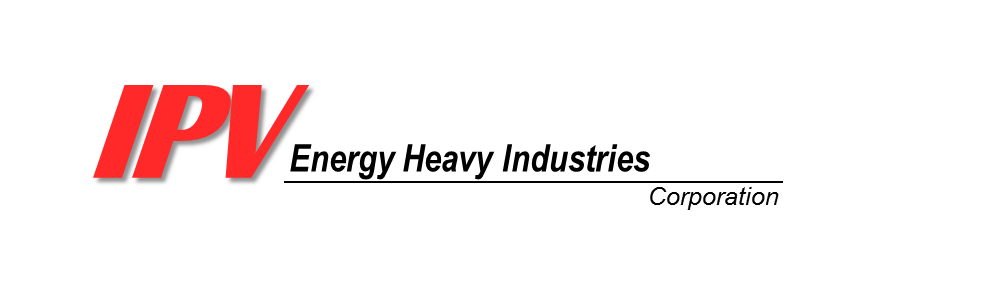 IPV
Energy Heavy Industries
Corporation